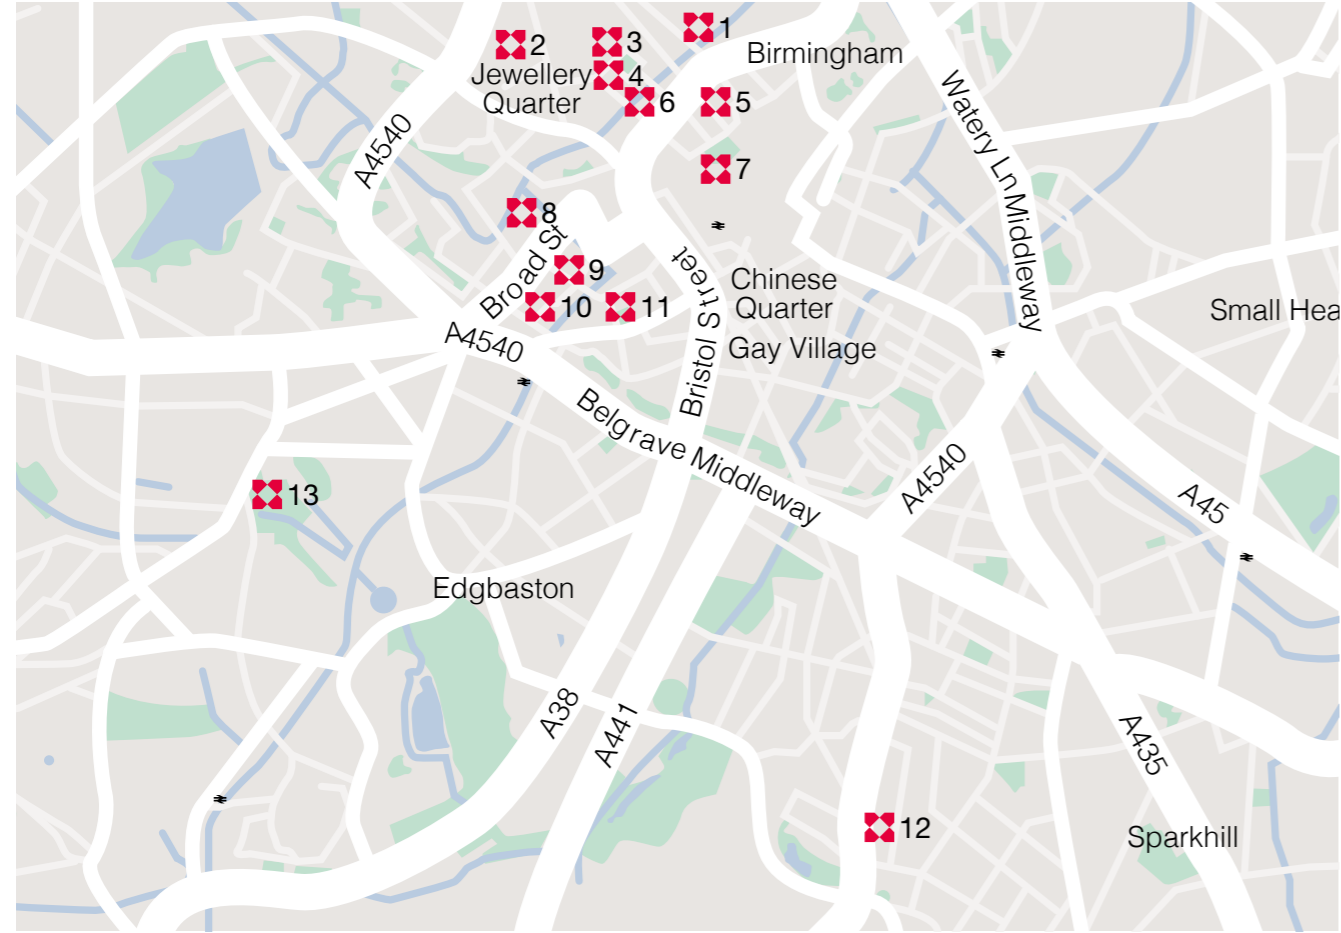 1
2
3
Birmingham
Jewellery
4
Quarter
6
5
Watery Ln Middleway
A4540
7
8
Broad St
9
Street
Chinese
10
11
Quarter
Small Hea
A4540
Bristol
Gay Village
Belgrave Middleway
A4540
13
A45
Edgbaston
A38
A441
A435
12
Sparkhill